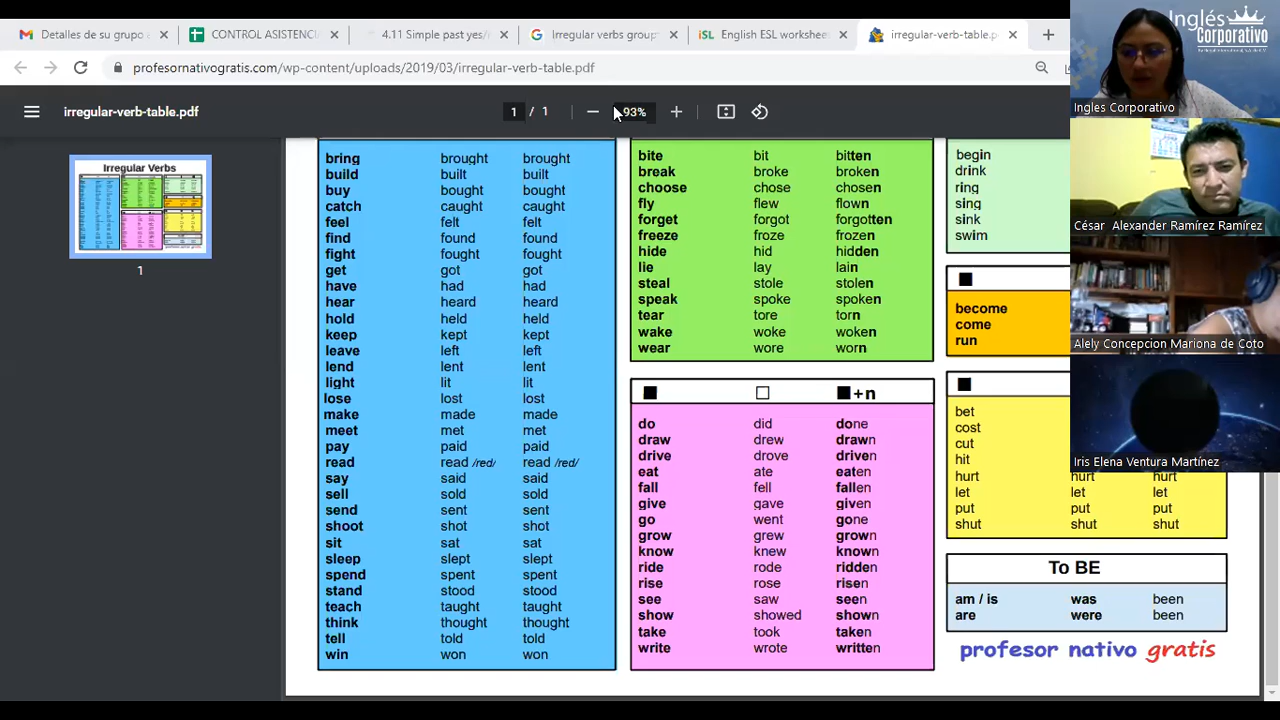 Detalles de su grupo
CONTROL ASISTENCI
4.11 Simple past yes/
Irregular verbs group
English ESL workshee
irregular-verb-table.p
profesornativogratis.com/wp-content/uploads/2019/03/irregular-verb-table.pdf
irregular-verb-table.pdf
1 / 1
93%
Irregular Verbs
1
bring brought brought
build built built
buy bought bought
catch caught caught
feel felt felt
find found found
fight fought fought
get got got
have had had
hear heard heard
hold held held
keep kept kept
leave left left
lend lent lent
light lit lit
lose lost lost
make made made
meet met met
pay paid paid
read read /red/ read /red/
say said said
sell sold sold
send sent sent
shoot shot shot
sit sat sat
sleep slept slept
spend spent spent
stand stood stood
teach taught taught
think thought thought
tell told told
win won won
bite bit bitten
break broke broken
choose chose chosen
fly flew flown
forget forgot forgotten
freeze froze frozen
hide hid hidden
lie lay lain
steal stole stolen
speak spoke spoken
tear tore torn
wake woke woken
wear wore worn
■ □ ■+n
do did done
draw drew drawn
drive drove driven
eat ate eaten
fall fell fallen
give gave given
go went gone
grow grew grown
know knew known
ride rode ridden
rise rose risen
see saw seen
show showed shown
take took taken
write wrote written
begin
drink
ring
sing
sink
swim
■
become
come
run
■
bet
cost
cut
hit
hurt hurt hurt
let let let
put put put
shut shut shut
To BE
am / is was been
are were been
profesor nativo gratis
Inglés
Corporativo
Ingles Corporativo
César Alexander Ramírez Ramírez
Alely Concepcion Mariona de Coto
Iris Elena Ventura Martínez